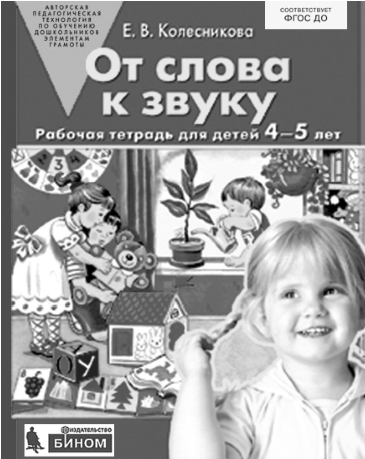 АВТОРСКАЯ
ПЕДАГОГИЧЕСКАЯ
ТЕХНОЛОГИЯ
ПО ОБУЧЕНИЮ
ДОШКОЛЬНИКОВ
ЭЛЕМЕНТАМ
ГРАМОТЫ
СООТВЕТСТВУЕТ
ФГОС ДО
Е. В. Колесникова
От слова
к звуку
Рабочая тетрадь для детей 4–5 лет
3
О У
ИЗДАТЕЛЬСТВО
БИНОМ